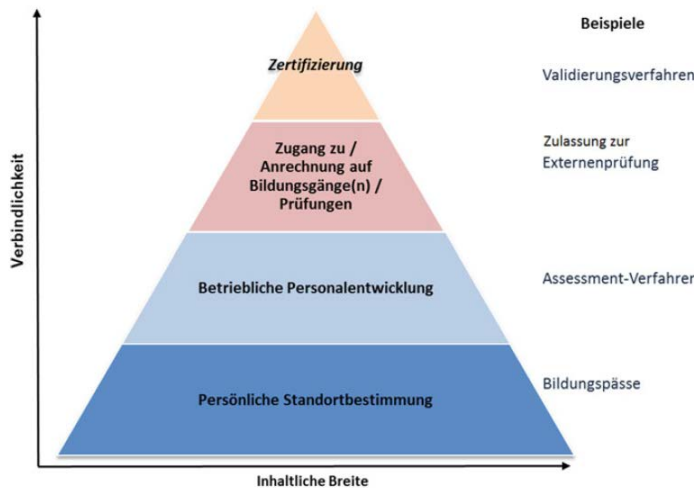 Beispiele
Zertifizierung
Validierungsverfahren
Zugang zu /
Anrechnung auf
Bildungsgänge(n) /
Prüfungen
Zulassung zur
Externenprüfung
Betriebliche Personalentwicklung
Assessment-Verfahren
Persönliche Standortbestimmung
Bildungspässe
Verbindlichkeit
Inhaltliche Breite